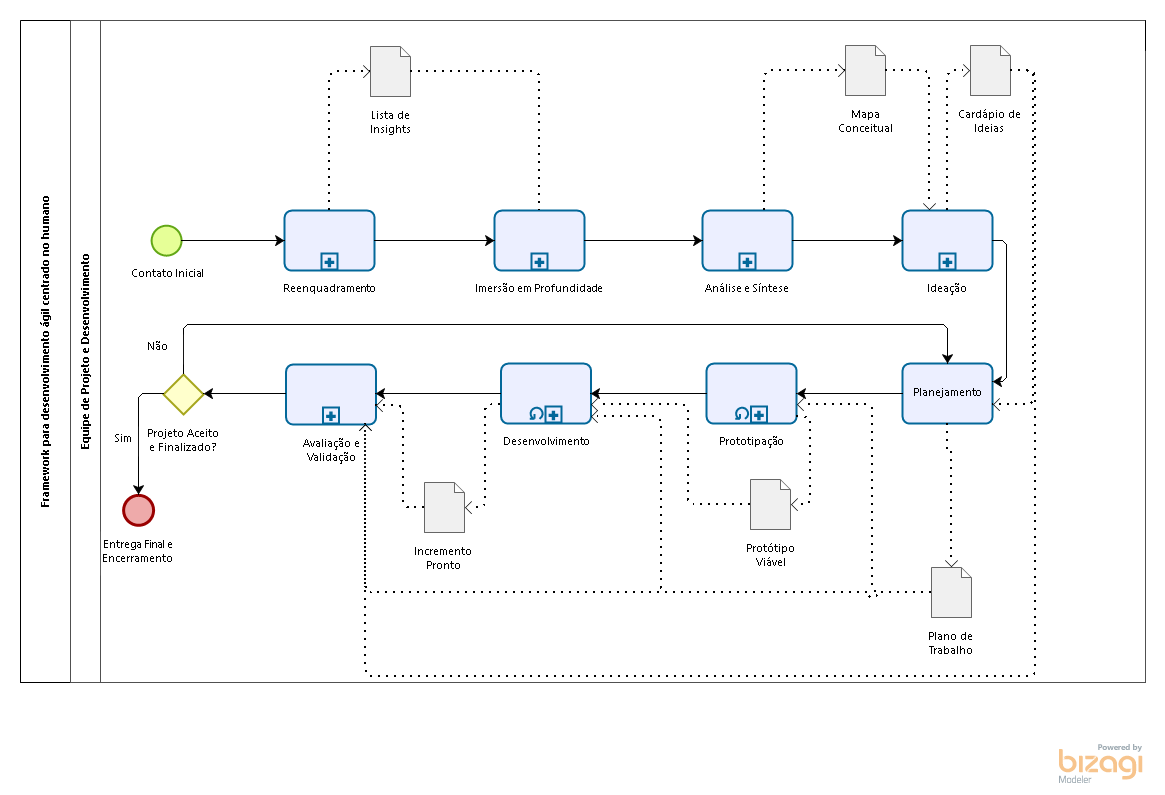 Framework para desenvolvimento ágil centrado no humano
Equipe de Projeto e Desenvolvimento
Lista de
Insights
Mapa
Conceitual
Cardápio de
Ideias
Contato Inicial
Reenquadramento
Imersão em Profundidade
Análise e Síntese
Ideação
Não
Planejamento
Sim
Projeto Aceito
e Finalizado?
Avaliação e
Validação
Desenvolvimento
Prototipação
Entrega Final e
Encerramento
Incremento
Pronto
Protótipo
Viável
Plano de
Trabalho
Powered by
bizagi
Modeler